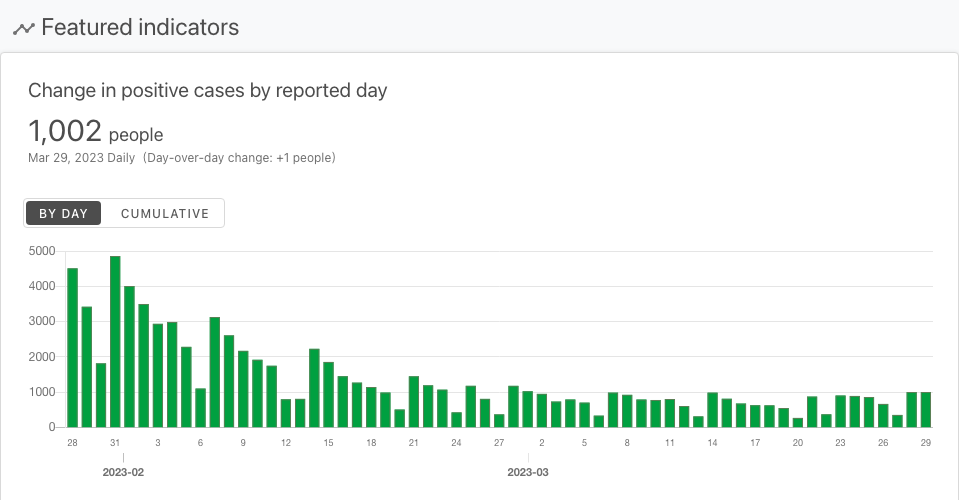 Featured indicators
Change in positive cases by reported day
1,002 people
Mar 29, 2023 Daily (Day-over-day change: +1 people)
BY DAY CUMULATIVE
5000
4000
3000
2000
1000
0
28 31 3 6 9 12 15 18 21 24 27 2 5 8 11 14 17 20 23 26 29
2023-02 2023-03